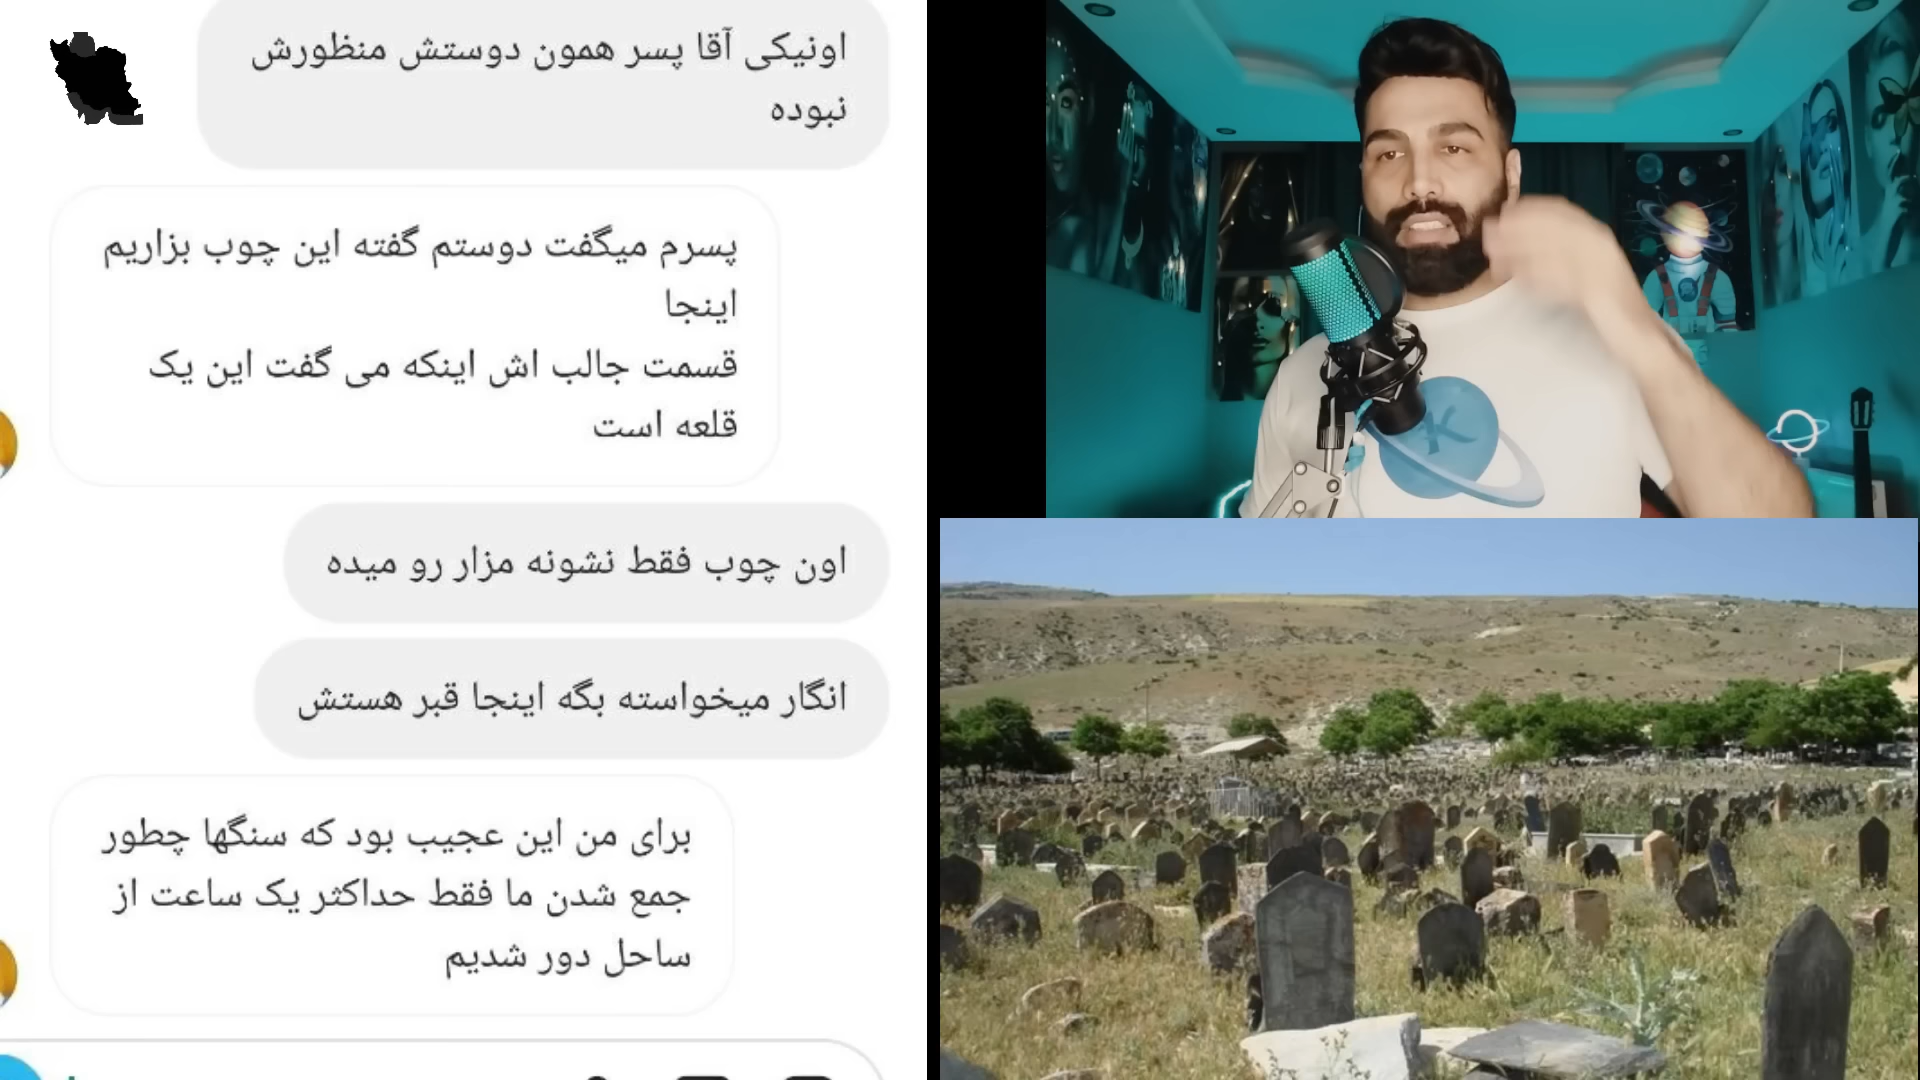 اونیکی آقا پسر همون دوستش منظورش
نبوده
پسرم میگفت دوستم گفته این چوب بزاریم
اینجا
قسمت جالب اش اینکه می گفت این یک
قلعه است
اون چوب فقط نشونه مزار رو میده
انگار میخواسته بگه اینجا قبر هستش
برای من این عجیب بود که سنگها چطور
جمع شدن ما فقط حداکثر یک ساعت از
ساحل دور شدیم
K